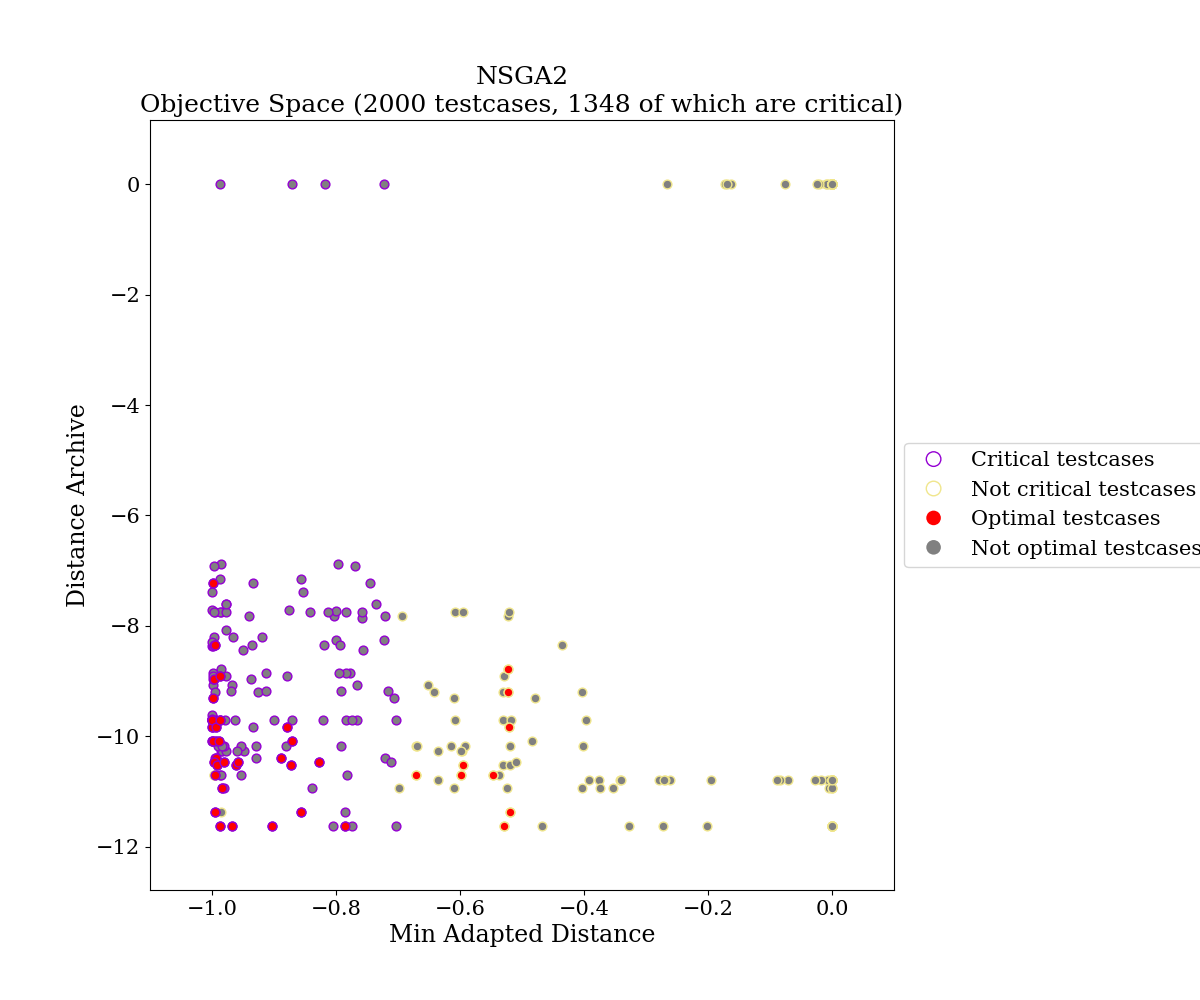 NSGA2
Objective Space (2000 testcases, 1348 of which are critical)
0
−2
−4
−6
−8
−10
−12
Distance Archive
−1.0 −0.8 −0.6 −0.4 −0.2 0.0
Min Adapted Distance
Critical testcases
Not critical testcases
Optimal testcases
Not optimal testcases